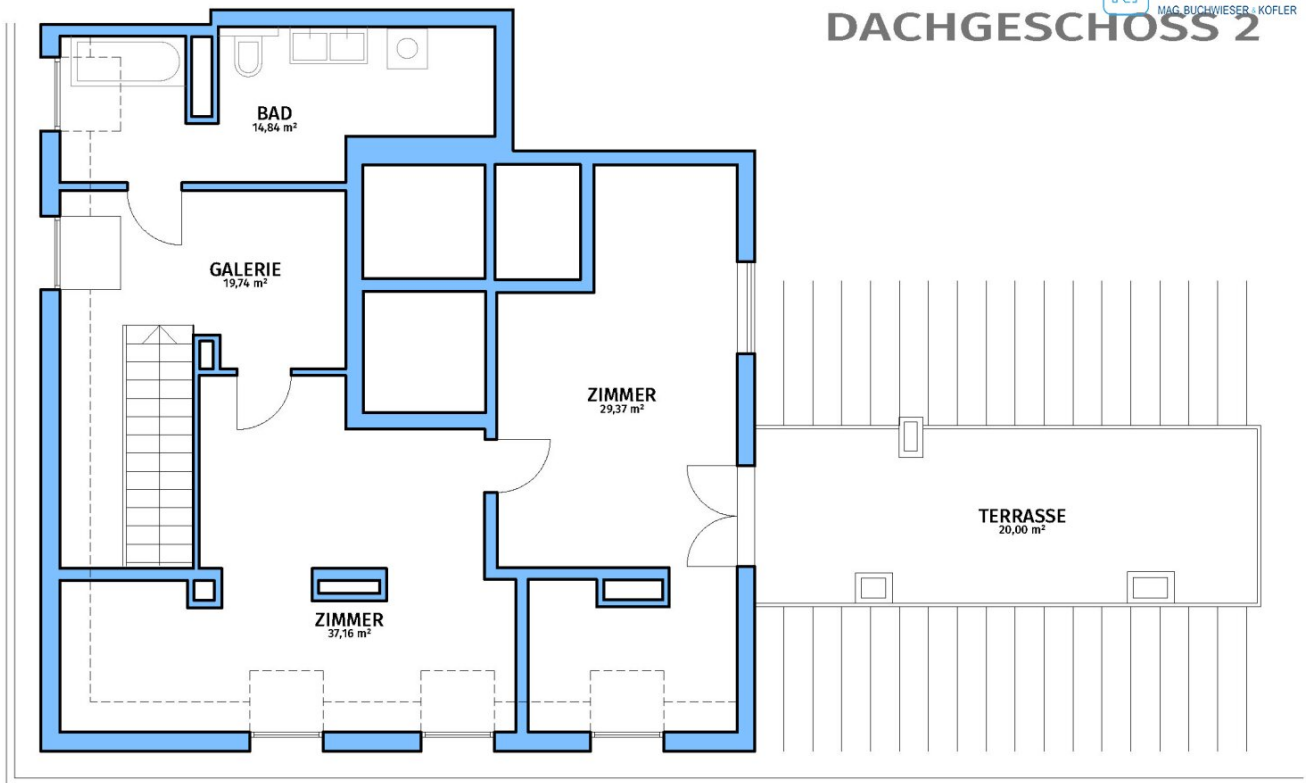 MAG. BUCHWIESER & KOFLER
DACHGESCHOSS 2
BAD
14,84 m²
GALERIE
19,74 m²
ZIMMER
29,37 m²
TERRASSE
20,00 m²
ZIMMER
37,16 m²